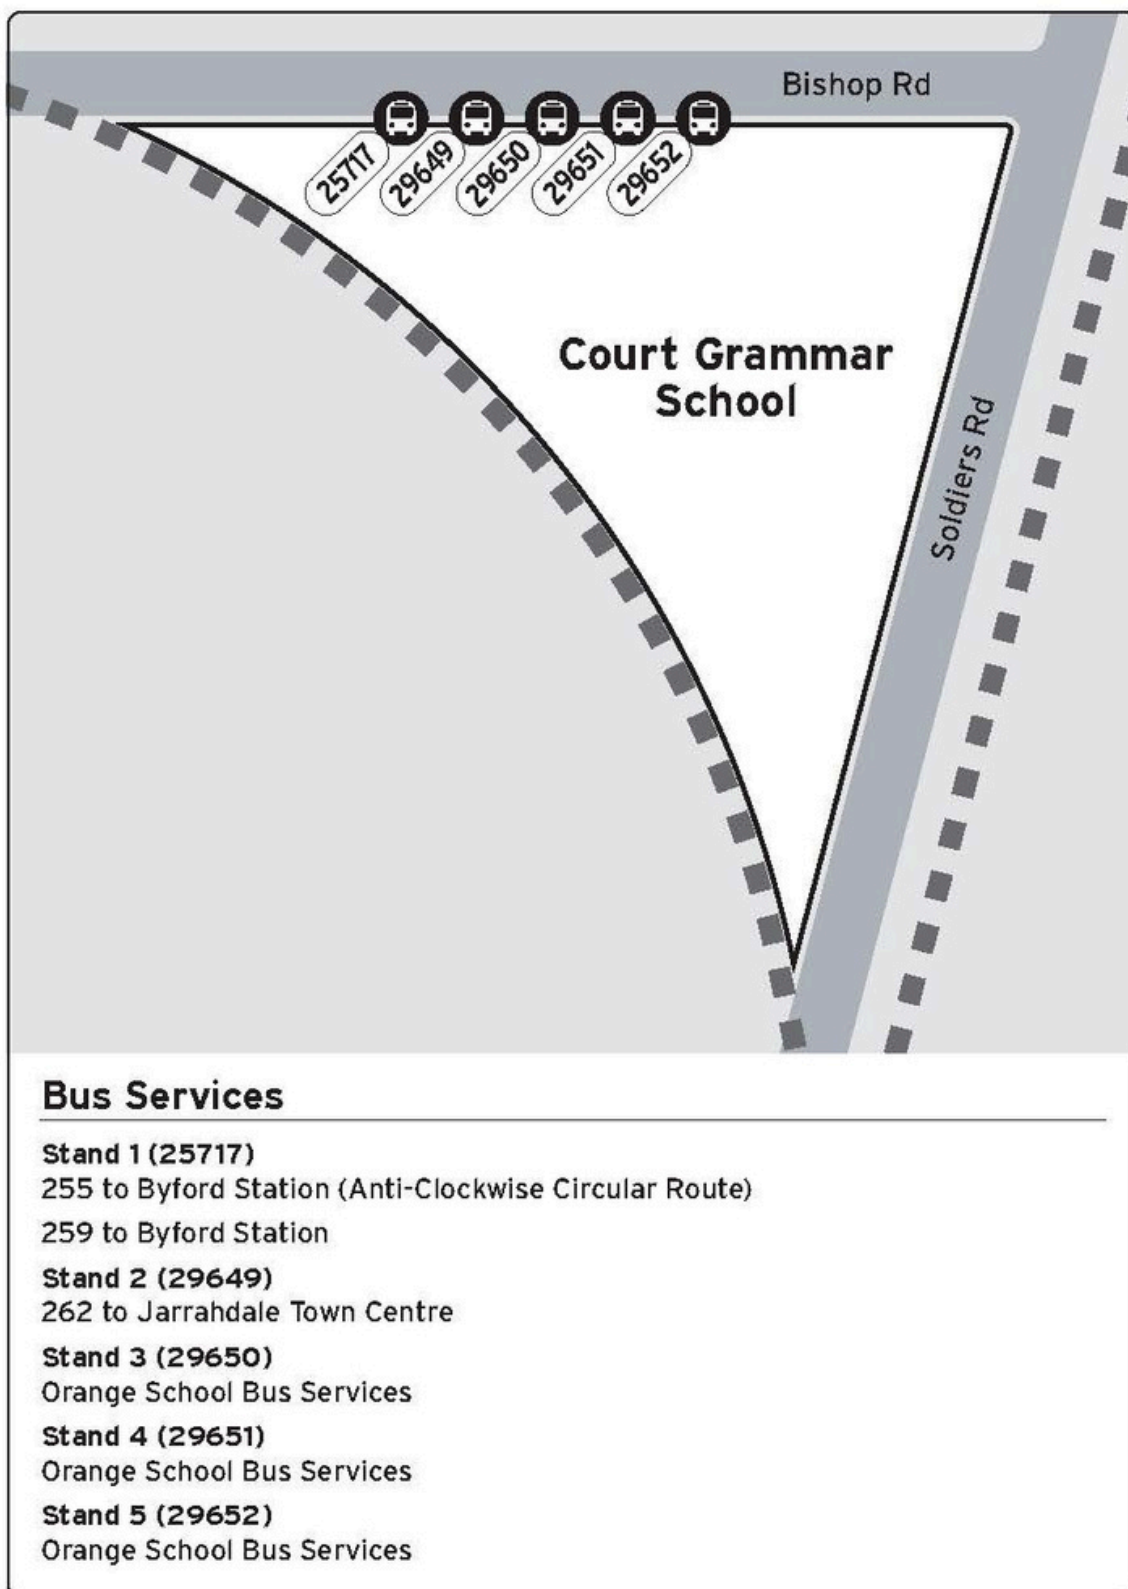 Bishop Rd
25717
29649
29650
29651
29652
Court Grammar
School
Soldiers Rd
Bus Services
Stand 1 (25717)
255 to Byford Station (Anti-Clockwise Circular Route)
259 to Byford Station
Stand 2 (29649)
262 to Jarrahdale Town Centre
Stand 3 (29650)
Orange School Bus Services
Stand 4 (29651)
Orange School Bus Services
Stand 5 (29652)
Orange School Bus Services